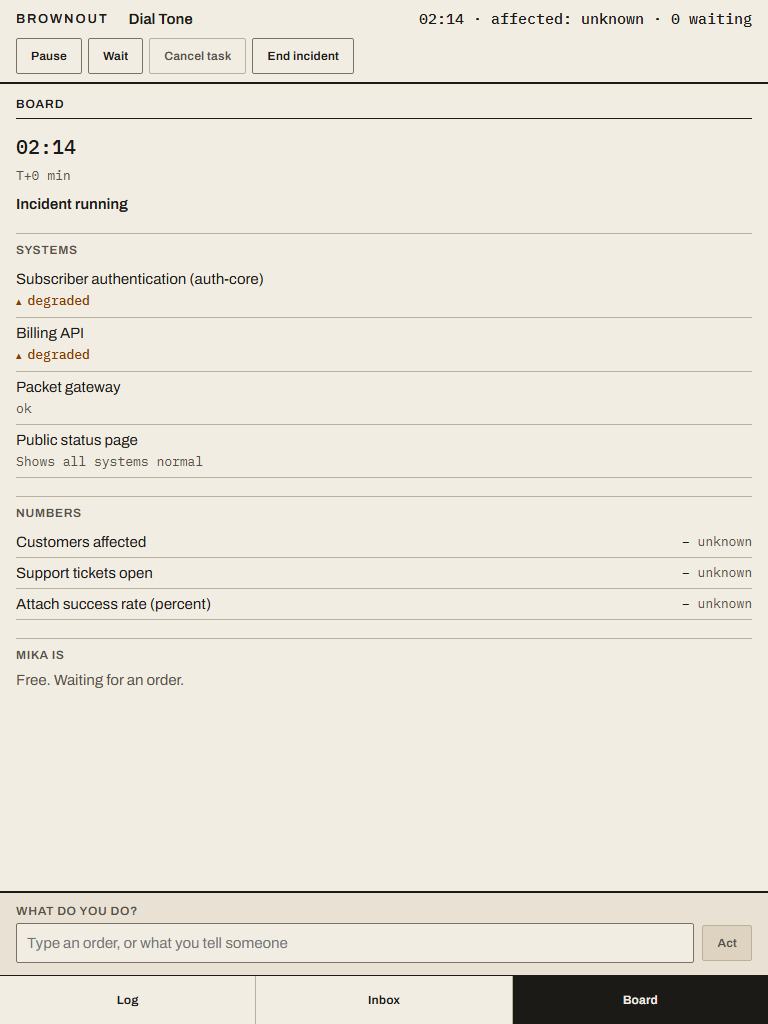 BROWNOUT Dial Tone 02:14 · affected: unknown · 0 waiting
Pause Wait Cancel task End incident
BOARD
02:14
T+0 min
Incident running
SYSTEMS
Subscriber authentication (auth-core)
▲ degraded
Billing API
▲ degraded
Packet gateway
ok
Public status page
Shows all systems normal
NUMBERS
Customers affected – unknown
Support tickets open – unknown
Attach success rate (percent) – unknown
MIKA IS
Free. Waiting for an order.
WHAT DO YOU DO?
Type an order, or what you tell someone Act
Log Inbox Board